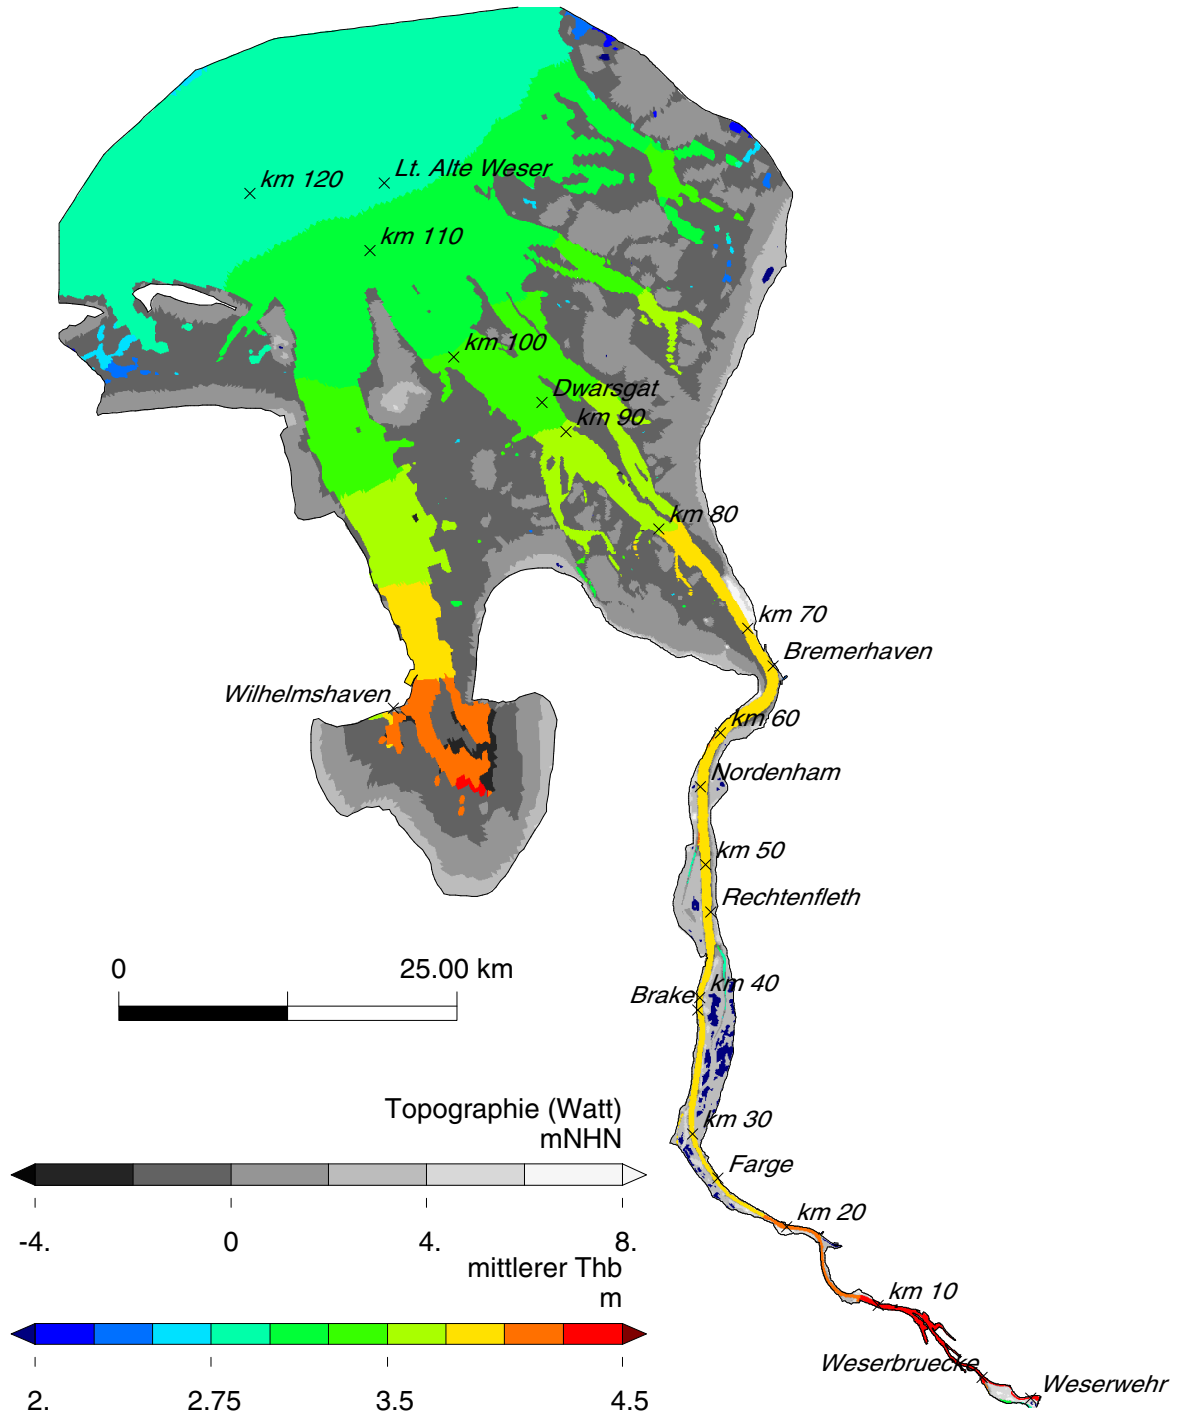 km 120
Lt. Alte Weser
km 110
km 100
Dwarsgat
km 90
km 80
km 70
Bremerhaven
Wilhelmshaven
km 60
Nordenham
km 50
Rechtenfleth
0 25.00 km
km 40
Brake
Topographie (Watt)
mNHN
km 30
Farge
-4. 0 4. 8.
km 20
mittlerer Thb
m
km 10
Weserbruecke
Weserwehr
2. 2.75 3.5 4.5